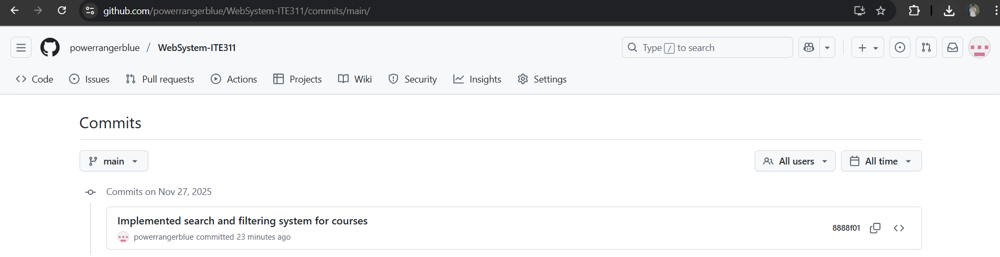 github.com/powerrangerblue/WebSystem-ITE311/commits/main/
powerrangerblue / WebSystem-ITE311
Type / to search
Code Issues Pull requests Actions Projects Wiki Security Insights Settings
Commits
main All users All time
Commits on Nov 27, 2025
Implemented search and filtering system for courses
8888f01
powerrangerblue committed 23 minutes ago